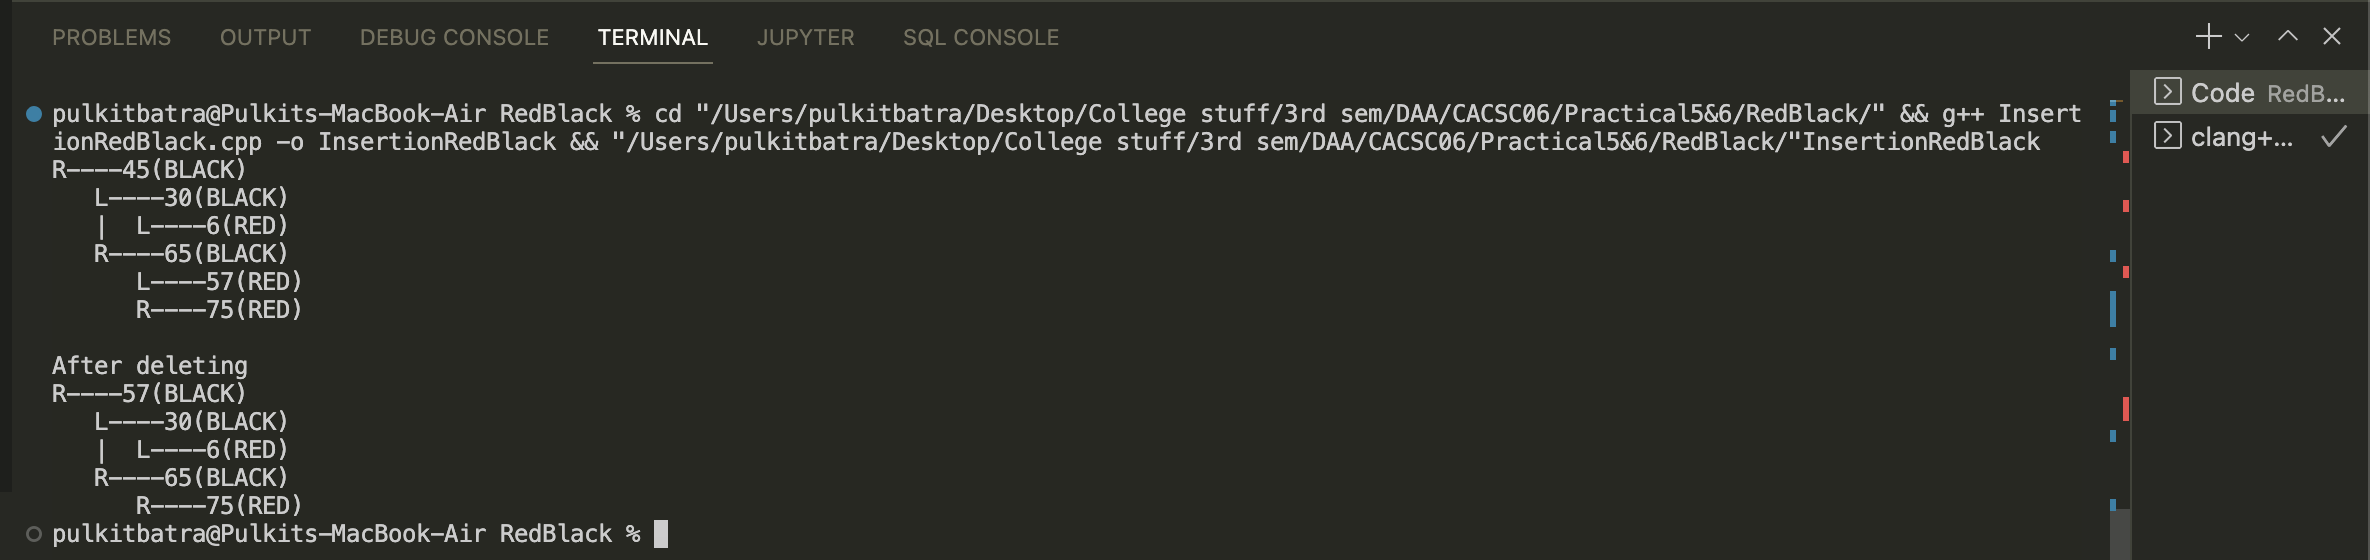 PROBLEMS OUTPUT DEBUG CONSOLE TERMINAL JUPYTER SQL CONSOLE
pulkitbatra@Pulkits-MacBook-Air RedBlack % cd "/Users/pulkitbatra/Desktop/College stuff/3rd sem/DAA/CACSC06/Practical5&6/RedBlack/" && g++ Insert
ionRedBlack.cpp -o InsertionRedBlack && "/Users/pulkitbatra/Desktop/College stuff/3rd sem/DAA/CACSC06/Practical5&6/RedBlack/"InsertionRedBlack
R----45(BLACK)
   L----30(BLACK)
   |  L----6(RED)
   R----65(BLACK)
      L----57(RED)
      R----75(RED)

After deleting
R----57(BLACK)
   L----30(BLACK)
   |  L----6(RED)
   R----65(BLACK)
      R----75(RED)
pulkitbatra@Pulkits-MacBook-Air RedBlack %
Code RedB...
clang+...